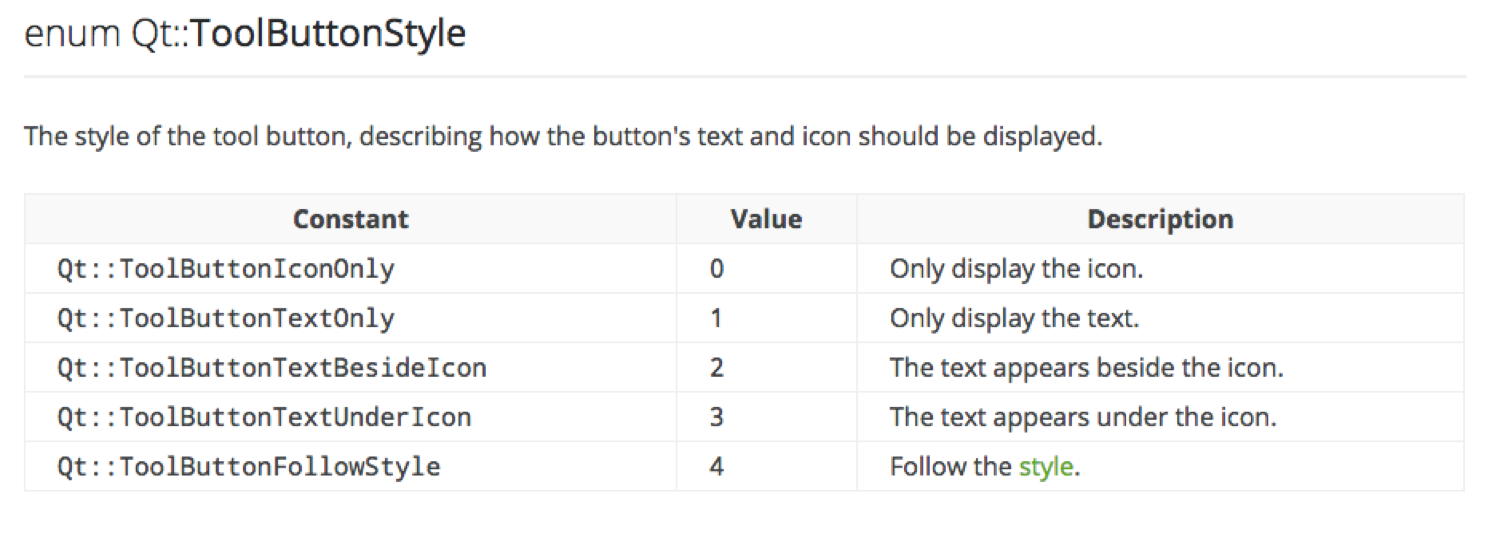 enum Qt::ToolButtonStyle
The style of the tool button, describing how the button's text and icon should be displayed.
Constant Value Description
Qt::ToolButtonIconOnly 0 Only display the icon.
Qt::ToolButtonTextOnly 1 Only display the text.
Qt::ToolButtonTextBesideIcon 2 The text appears beside the icon.
Qt::ToolButtonTextUnderIcon 3 The text appears under the icon.
Qt::ToolButtonFollowStyle 4 Follow the style.